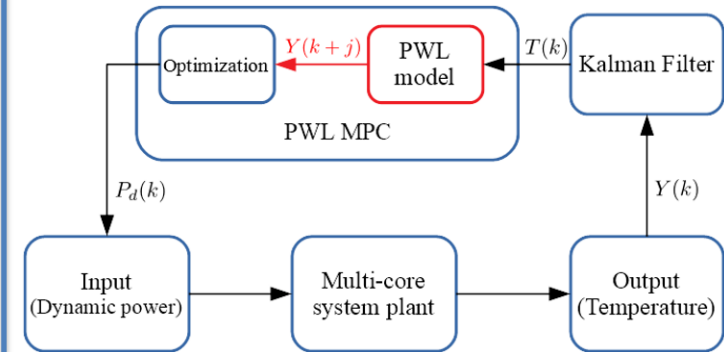 Optimization
Y(k + j)
PWL
model
T(k)
Kalman Filter
PWL MPC
P_d(k)
Y(k)
Input
(Dynamic power)
Multi-core
system plant
Output
(Temperature)